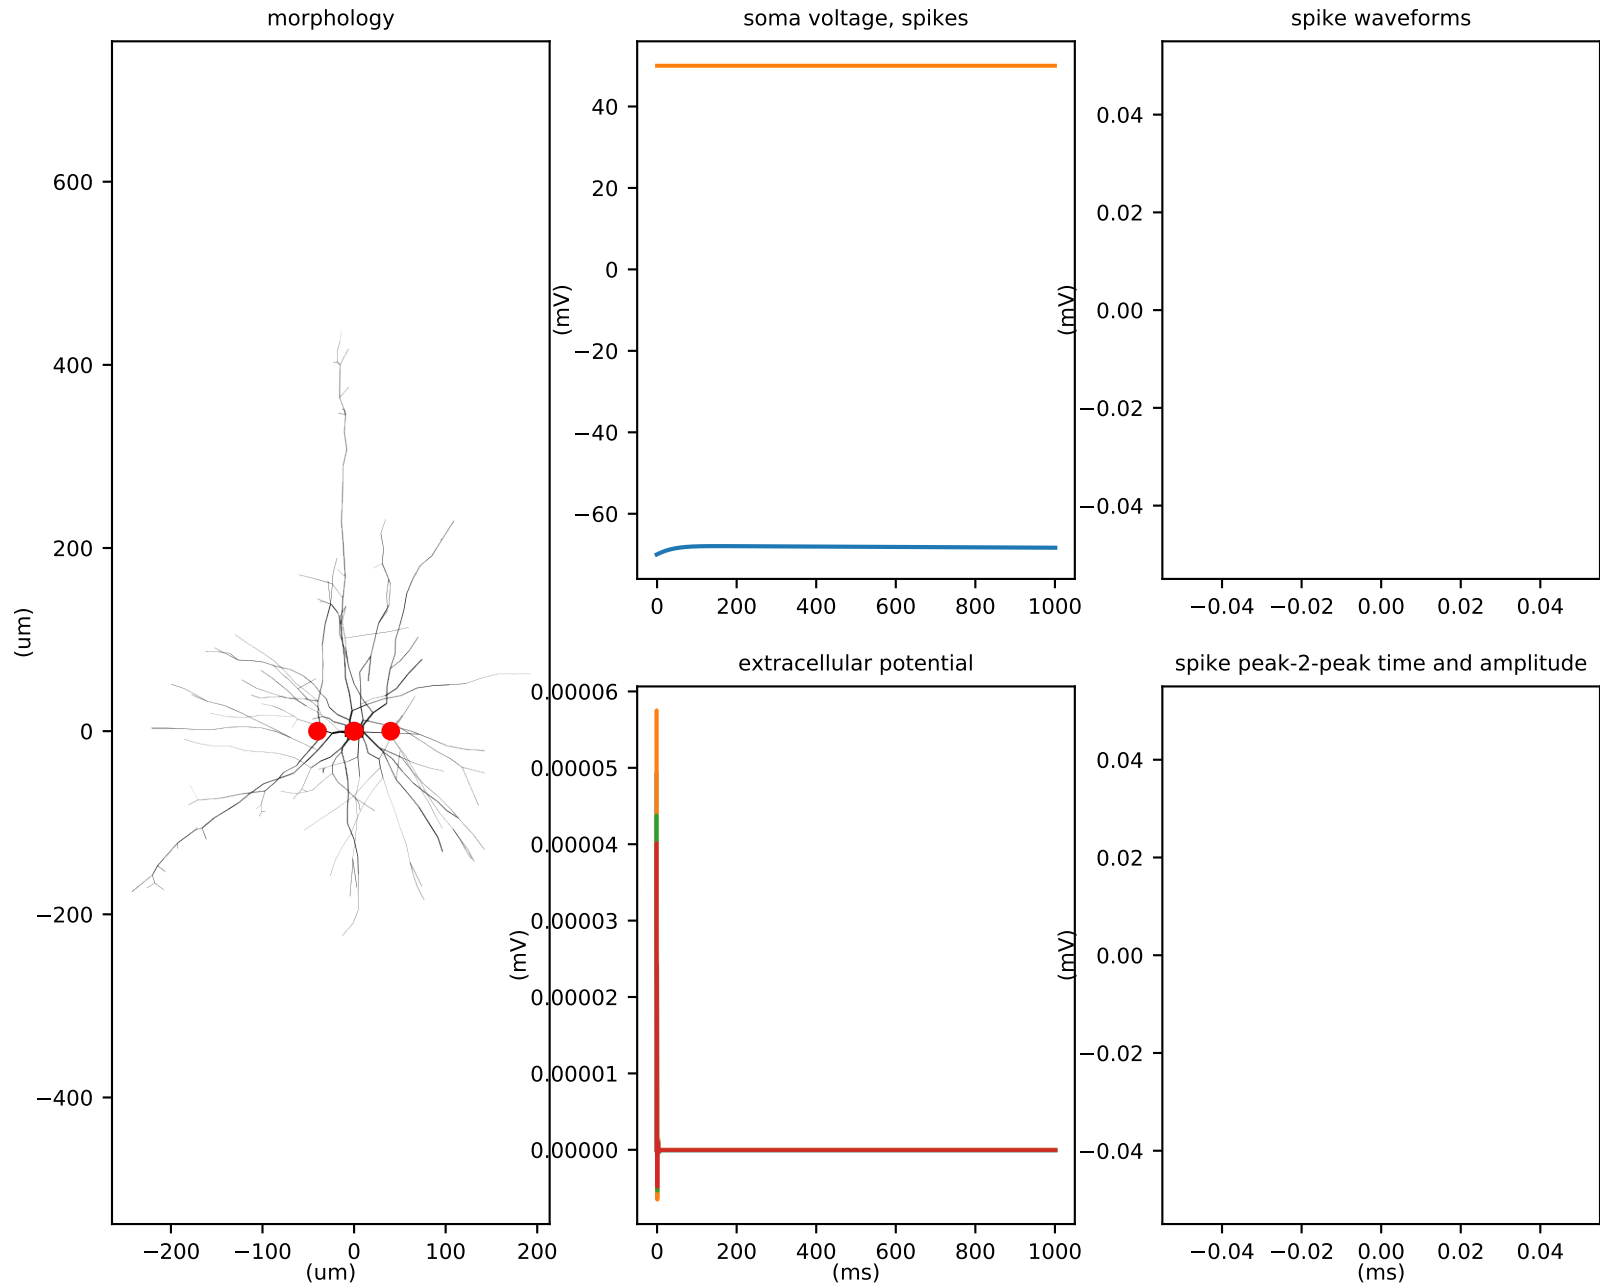 morphology
600
400
200
0
−200
−400
(um)
−200 −100 0 100 200
(um)
soma voltage, spikes
40
20
0
−20
−40
−60
(mV)
0 200 400 600 800 1000
spike waveforms
0.04
0.02
0.00
−0.02
−0.04
(mV)
−0.04 −0.02 0.00 0.02 0.04
extracellular potential
0.00006
0.00005
0.00004
0.00003
0.00002
0.00001
0.00000
(mV)
0 200 400 600 800 1000
(ms)
spike peak-2-peak time and amplitude
0.04
0.02
0.00
−0.02
−0.04
(mV)
−0.04 −0.02 0.00 0.02 0.04
(ms)